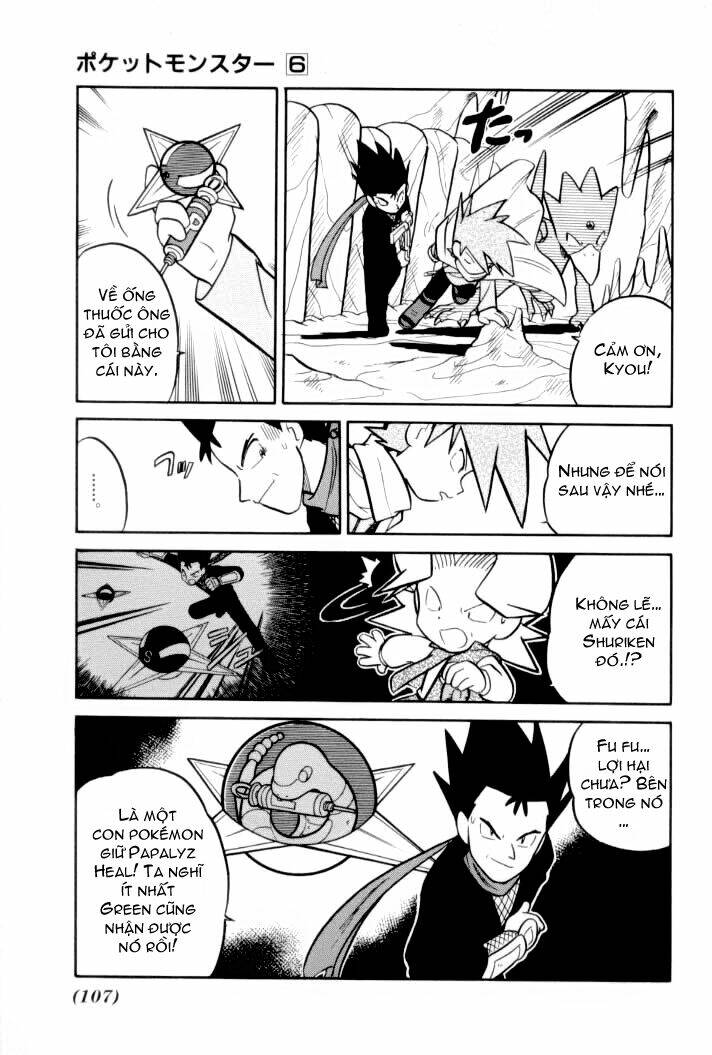 ポケットモンスター 6
たっ
CẢM ƠN,
KYOU!
VỀ ỐNG
THUỐC ÔNG
ĐÃ GỬI CHO
TÔI BẰNG
CÁI NÀY.
NHƯNG ĐỂ NÓI
SAU VẬY NHÉ...
フッ
........。
KHÔNG LẼ...
MẤY CÁI
SHURIKEN
ĐÓ.!?
FU FU...
LỢI HẠI
CHƯA? BÊN
TRONG NÓ
...
LÀ MỘT
CON POKÉMON
GIỮ PAPALYZ
HEAL! TA NGHĨ
ÍT NHẤT
GREEN CŨNG
NHẬN ĐƯỢC
NÓ RỒI!
(107)